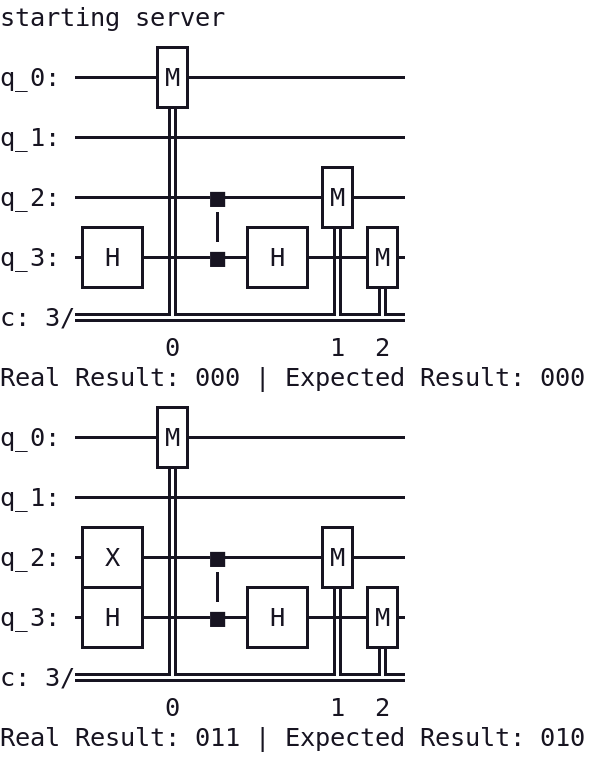 starting server
M
q_0:
q_1:
M
q_2:
H H M
q_3:
c: 3/
0 1 2
Real Result: 000 | Expected Result: 000
M
q_0:
q_1:
X M
q_2:
H H M
q_3:
c: 3/
0 1 2
Real Result: 011 | Expected Result: 010